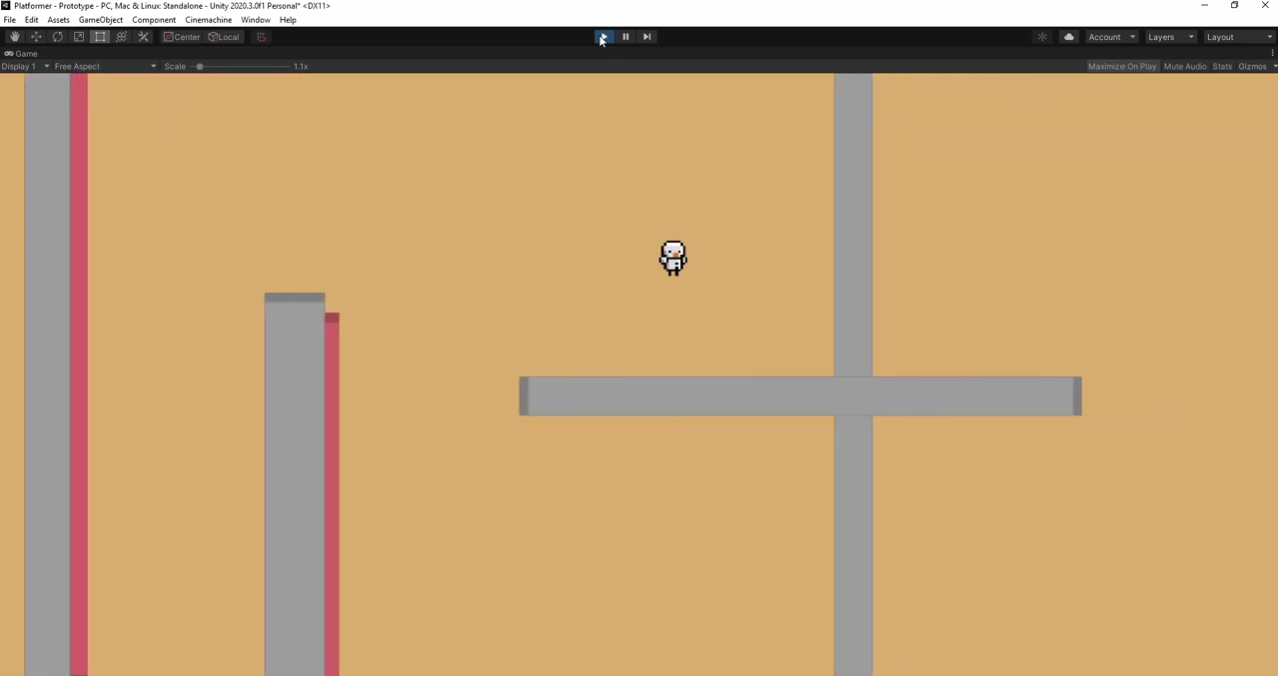 Platformer - Prototype - PC, Mac & Linux Standalone - Unity 2020.3.0f1 Personal* <DX11>
File Edit Assets GameObject Component Cinemachine Window Help
Center Local Account Layers Layout
Game
Display 1 Free Aspect Scale 1.1x Maximize On Play Mute Audio Stats Gizmos